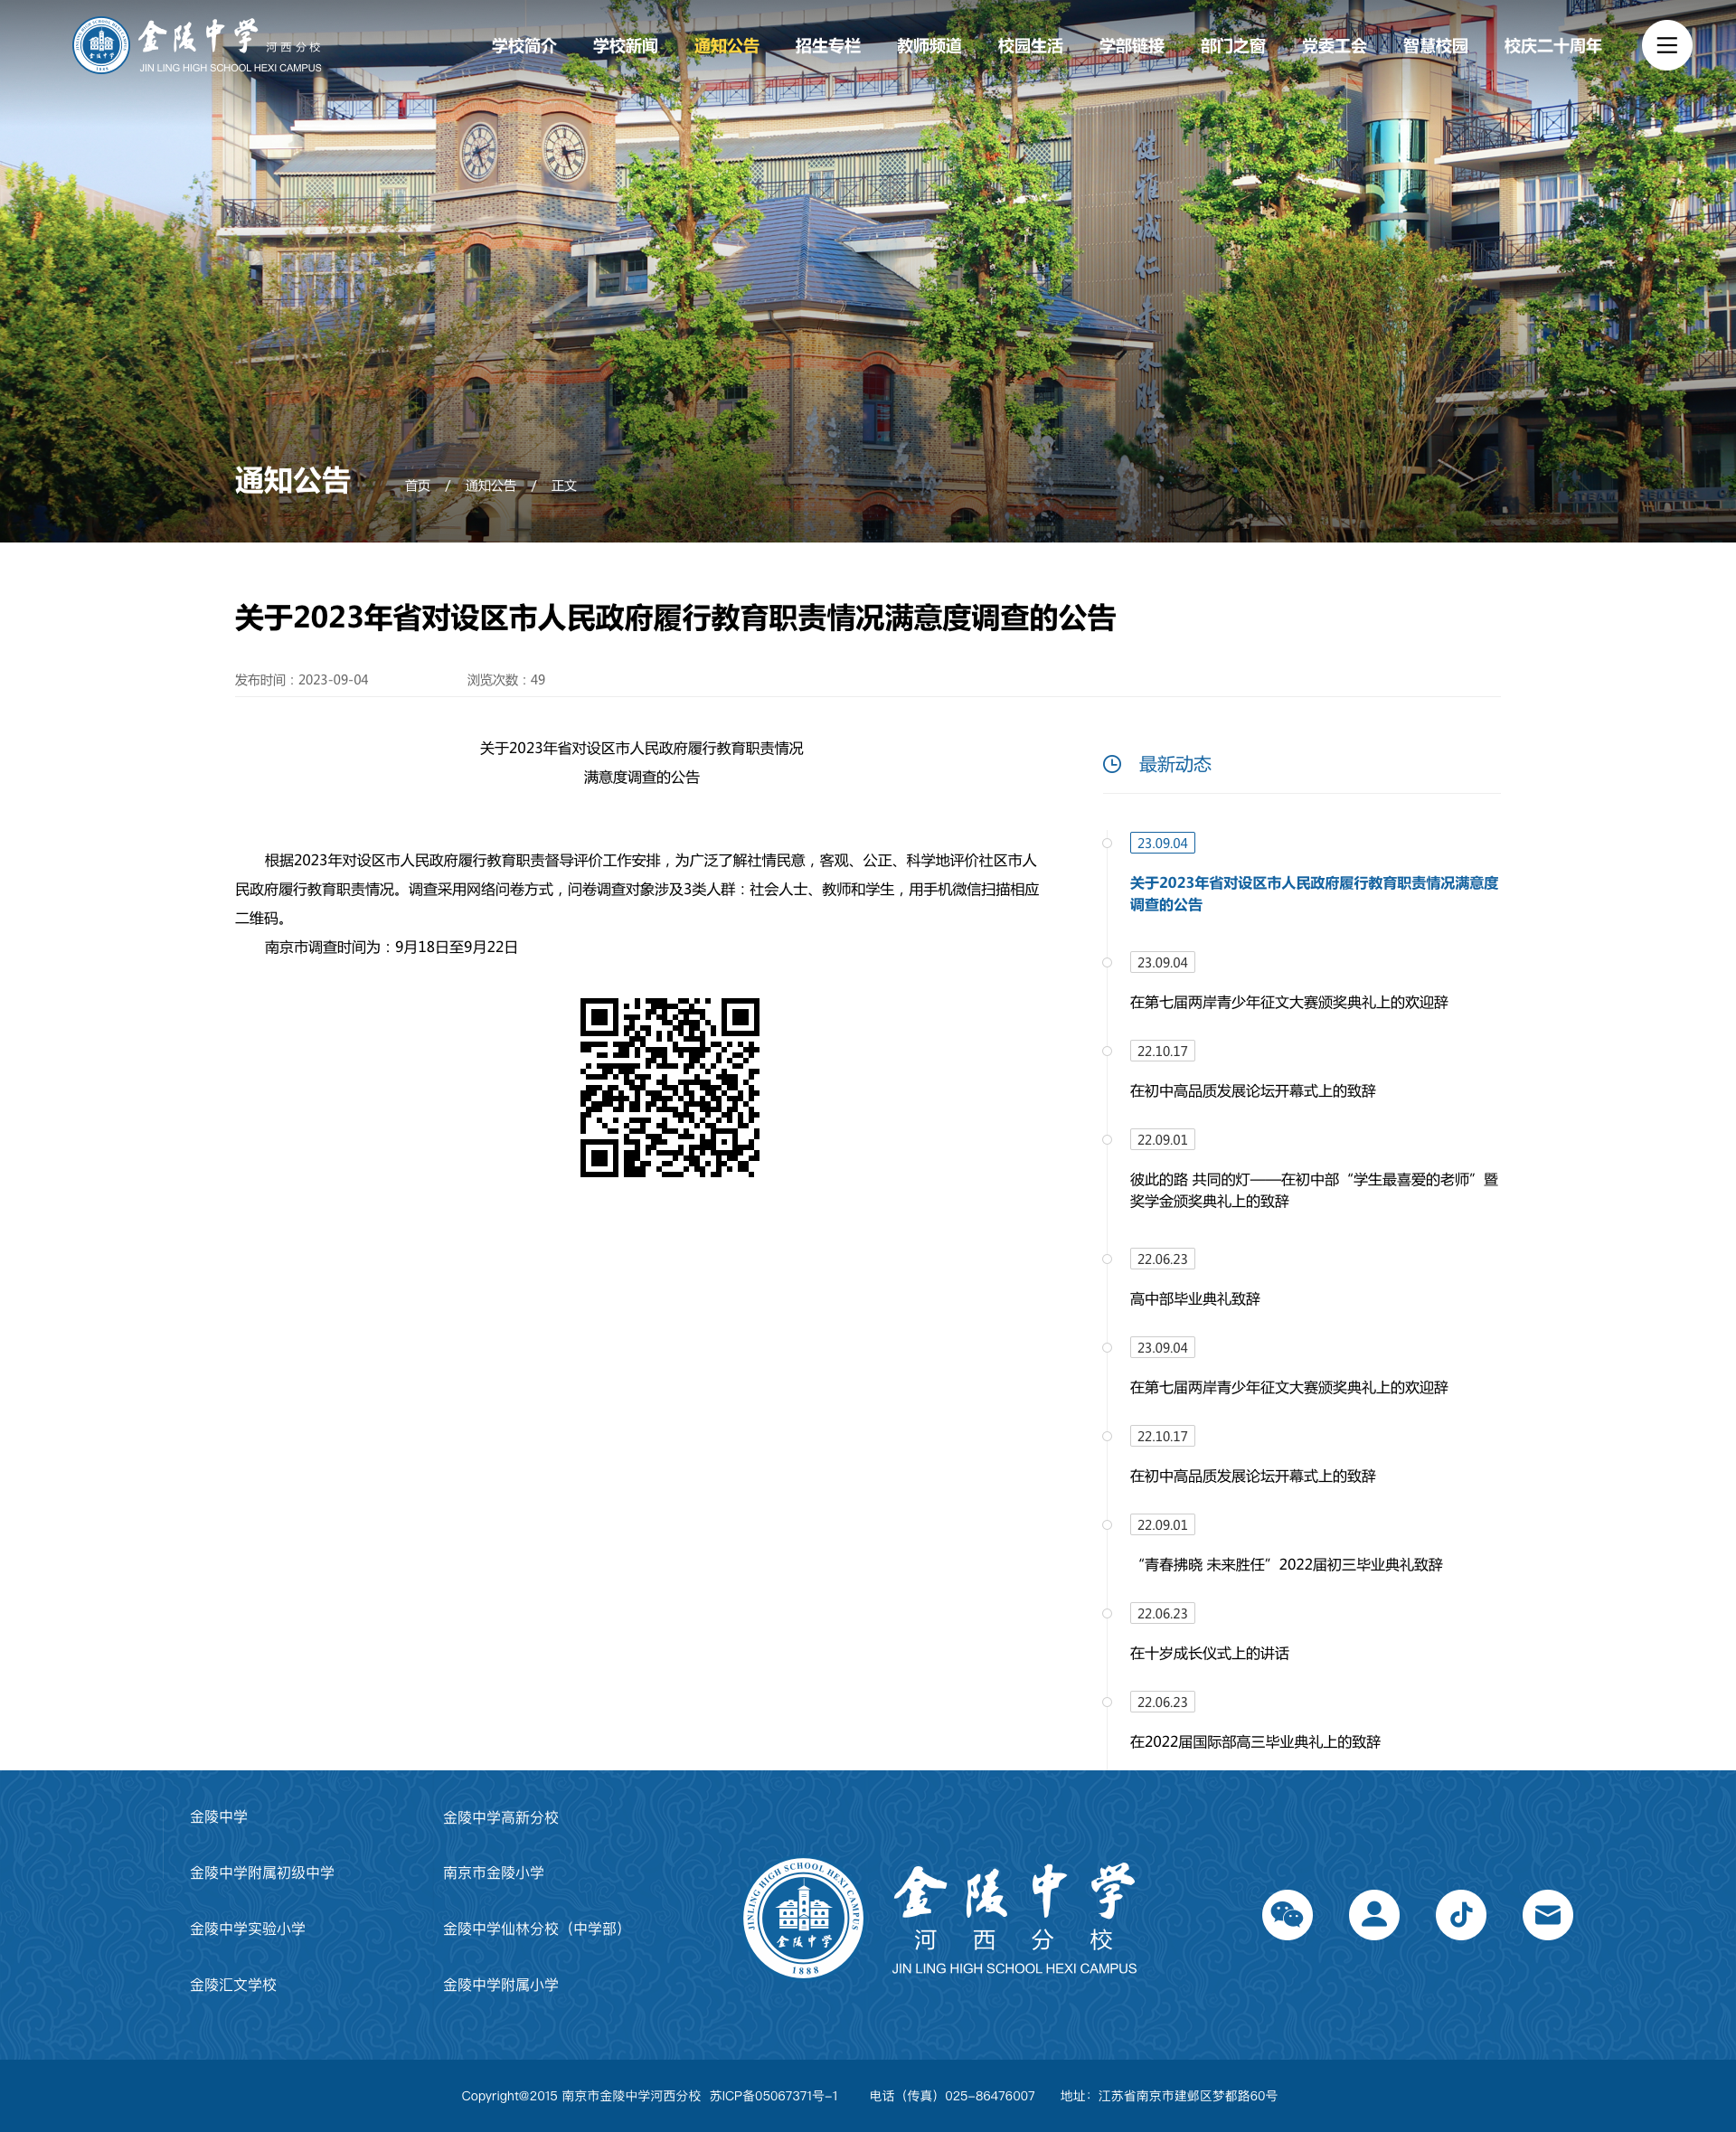 金陵中学 河西分校
JIN LING HIGH SCHOOL HEXI CAMPUS
学校简介 学校新闻 通知公告 招生专栏 教师频道 校园生活 学部链接 部门之窗 党委工会 智慧校园 校庆二十周年
健雅诚仁 未来胜任
通知公告
首页 / 通知公告 / 正文
关于2023年省对设区市人民政府履行教育职责情况满意度调查的公告
发布时间：2023-09-04 浏览次数：49
关于2023年省对设区市人民政府履行教育职责情况
满意度调查的公告
根据2023年对设区市人民政府履行教育职责督导评价工作安排，为广泛了解社情民意，客观、公正、科学地评价社区市人
民政府履行教育职责情况。调查采用网络问卷方式，问卷调查对象涉及3类人群：社会人士、教师和学生，用手机微信扫描相应
二维码。
南京市调查时间为：9月18日至9月22日
最新动态
23.09.04
关于2023年省对设区市人民政府履行教育职责情况满意度
调查的公告
23.09.04
在第七届两岸青少年征文大赛颁奖典礼上的欢迎辞
22.10.17
在初中高品质发展论坛开幕式上的致辞
22.09.01
彼此的路 共同的灯——在初中部“学生最喜爱的老师”暨
奖学金颁奖典礼上的致辞
22.06.23
高中部毕业典礼致辞
23.09.04
在第七届两岸青少年征文大赛颁奖典礼上的欢迎辞
22.10.17
在初中高品质发展论坛开幕式上的致辞
22.09.01
“青春拂晓 未来胜任”2022届初三毕业典礼致辞
22.06.23
在十岁成长仪式上的讲话
22.06.23
在2022届国际部高三毕业典礼上的致辞
金陵中学 金陵中学高新分校
金陵中学附属初级中学 南京市金陵小学
金陵中学实验小学 金陵中学仙林分校（中学部）
金陵汇文学校 金陵中学附属小学
JINLING HIGH SCHOOL HEXI CAMPUS
金陵中学
1888
金陵中学
河西分校
JIN LING HIGH SCHOOL HEXI CAMPUS
Copyright@2015 南京市金陵中学河西分校 苏ICP备05067371号-1 电话（传真）025-86476007 地址：江苏省南京市建邺区梦都路60号